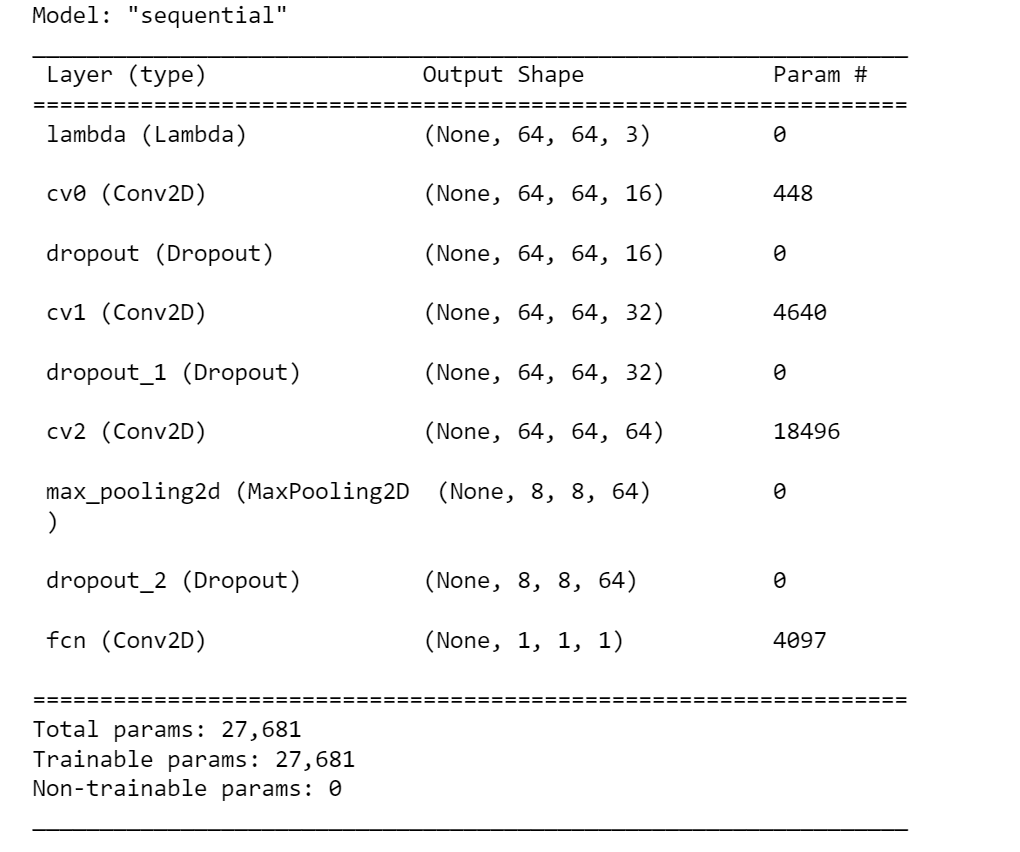 Model: "sequential"
_________________________________________________________________
Layer (type)                Output Shape              Param #
=================================================================
lambda (Lambda)             (None, 64, 64, 3)         0
cv0 (Conv2D)                (None, 64, 64, 16)        448
dropout (Dropout)           (None, 64, 64, 16)        0
cv1 (Conv2D)                (None, 64, 64, 32)        4640
dropout_1 (Dropout)         (None, 64, 64, 32)        0
cv2 (Conv2D)                (None, 64, 64, 64)        18496
max_pooling2d (MaxPooling2D  (None, 8, 8, 64)         0
)
dropout_2 (Dropout)         (None, 8, 8, 64)          0
fcn (Conv2D)                (None, 1, 1, 1)           4097
=================================================================
Total params: 27,681
Trainable params: 27,681
Non-trainable params: 0
_________________________________________________________________